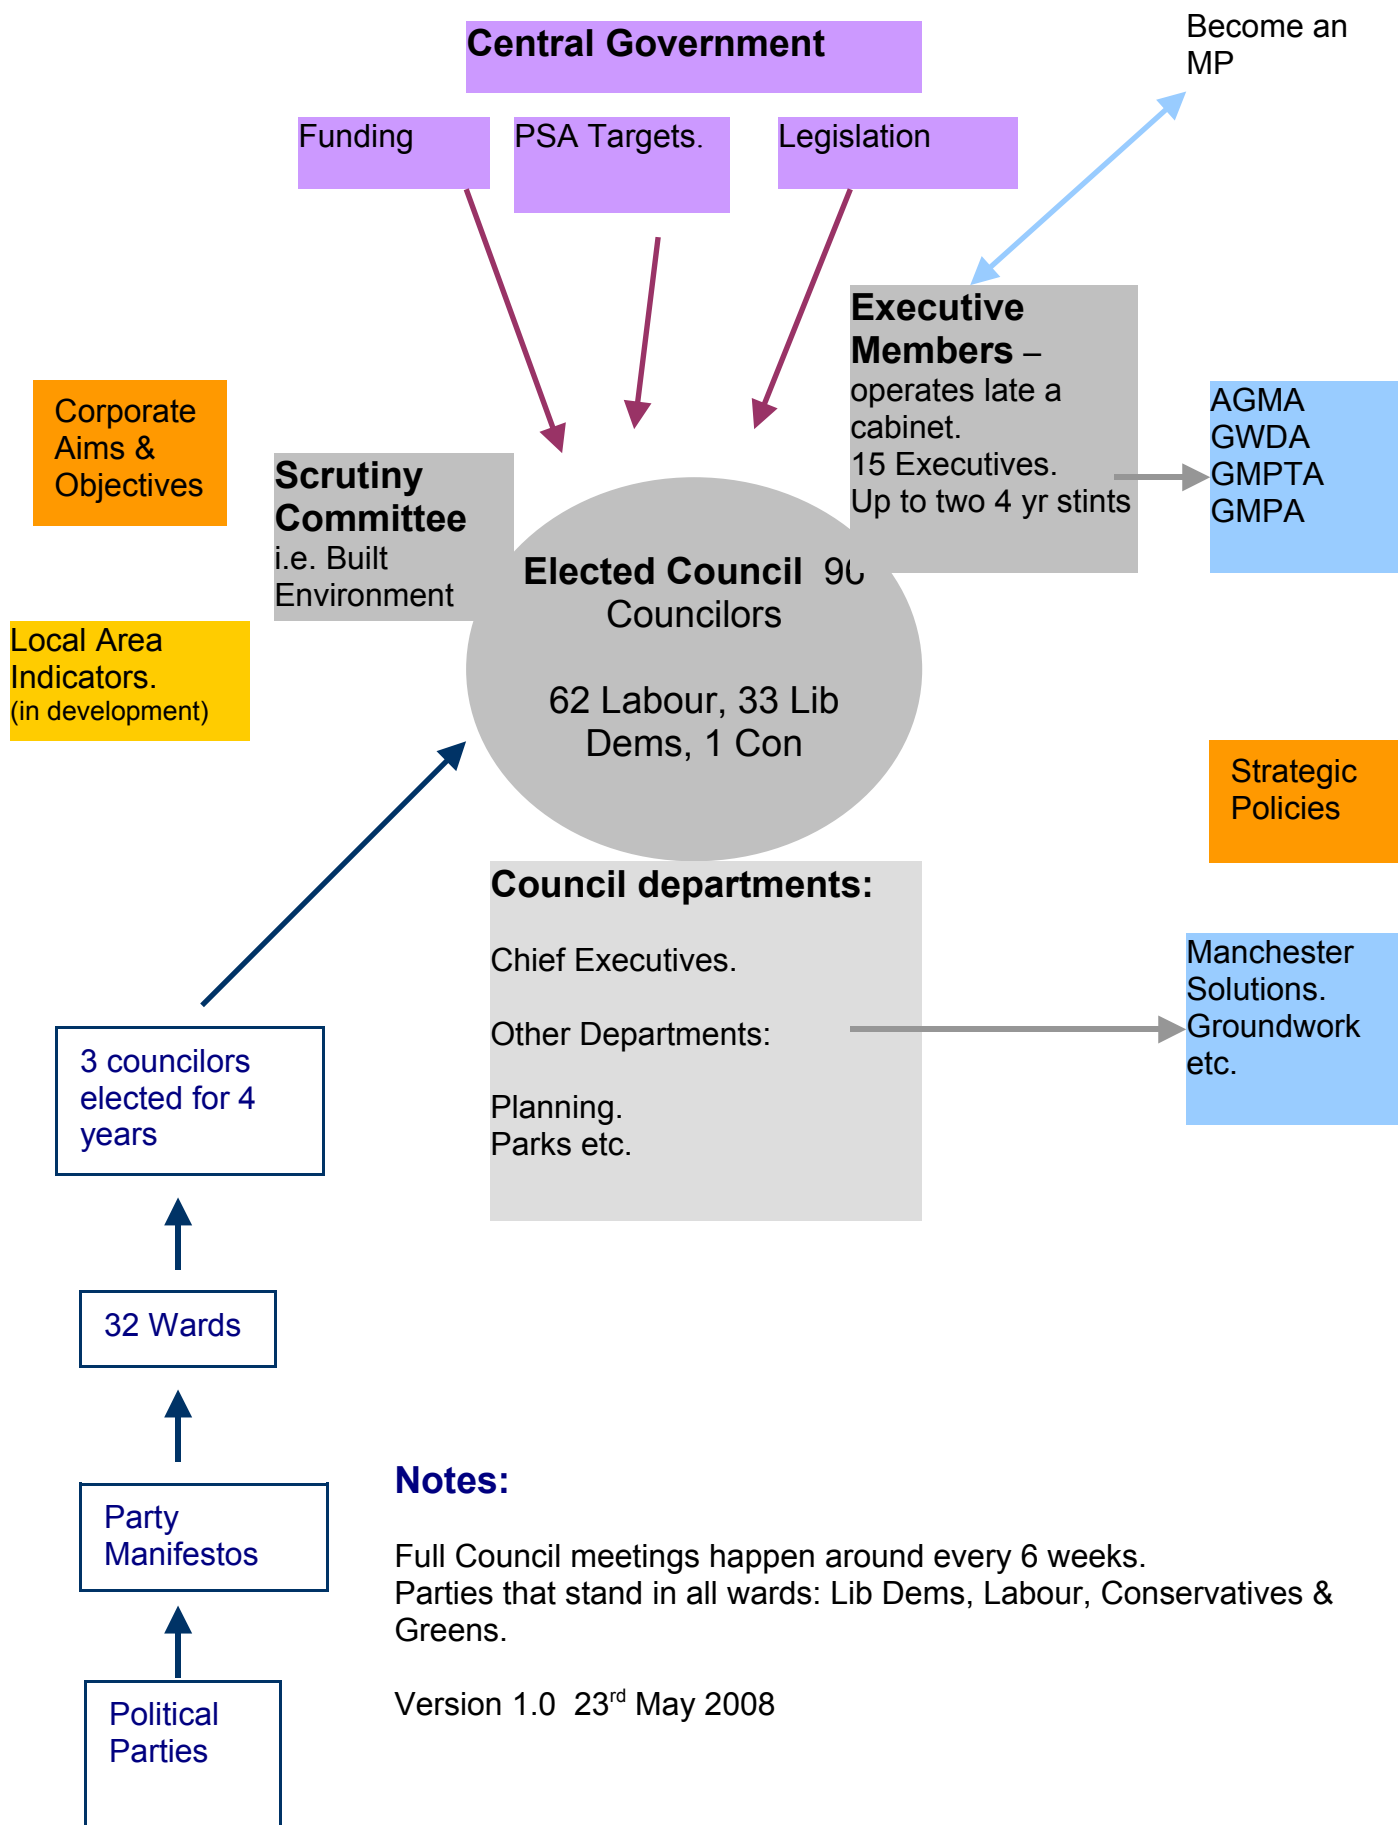 Central Government
Become an
MP
Funding
PSA Targets.
Legislation
Executive
Members –
operates late a
cabinet.
15 Executives.
Up to two 4 yr stints
AGMA
GWDA
GMPTA
GMPA
Corporate
Aims &
Objectives
Scrutiny
Committee
i.e. Built
Environment
Elected Council
Councilors
62 Labour, 33 Lib
Dems, 1 Con
Local Area
Indicators.
(in development)
Strategic
Policies
Council departments:
Chief Executives.
Other Departments:
Planning.
Parks etc.
Manchester
Solutions.
Groundwork
etc.
3 councilors
elected for 4
years
32 Wards
Party
Manifestos
Political
Parties
Notes:
Full Council meetings happen around every 6 weeks.
Parties that stand in all wards: Lib Dems, Labour, Conservatives &
Greens.
Version 1.0 23rd May 2008